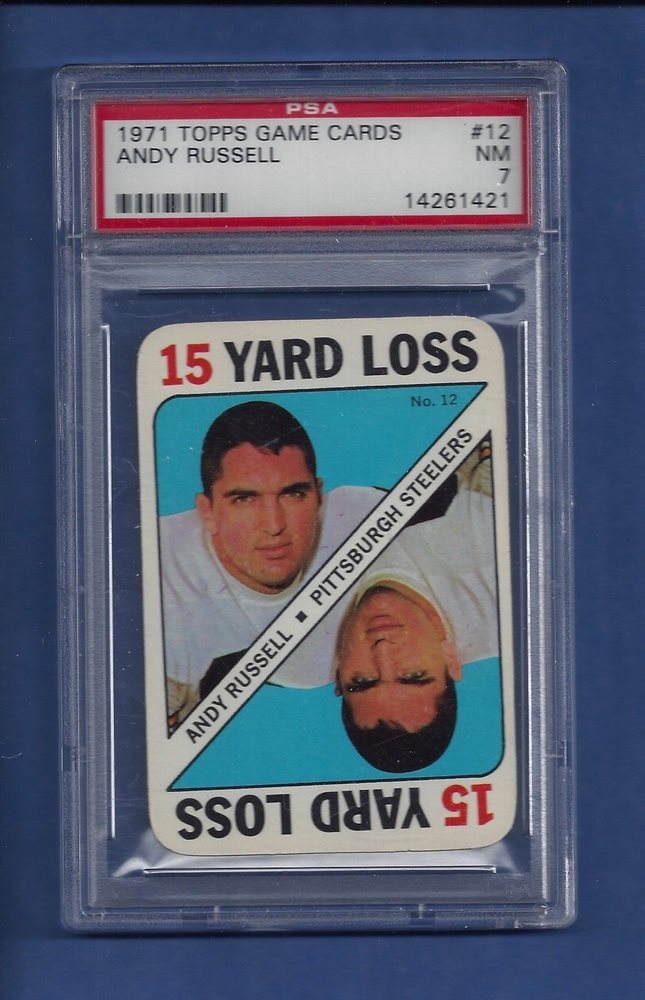 PSA
1971 TOPPS GAME CARDS #12
ANDY RUSSELL NM
7
14261421
15 YARD LOSS
No. 12
ANDY RUSSELL ■ PITTSBURGH STEELERS
15 YARD LOSS